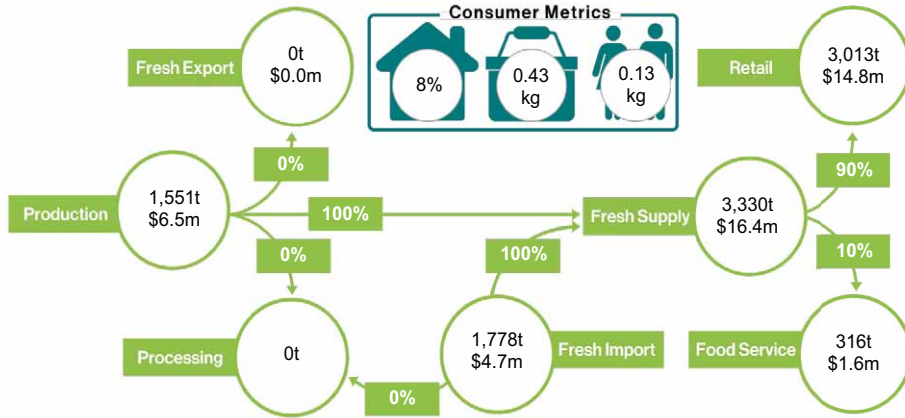 Consumer Metrics
8%
0.43
kg
0.13
kg
Fresh Export
0t
$0.0m
Retail
3,013t
$14.8m
0%
90%
Production
1,551t
$6.5m
100%
Fresh Supply
3,330t
$16.4m
0%
100%
10%
Processing
0t
1,778t
$4.7m
Fresh Import
Food Service
316t
$1.6m
0%